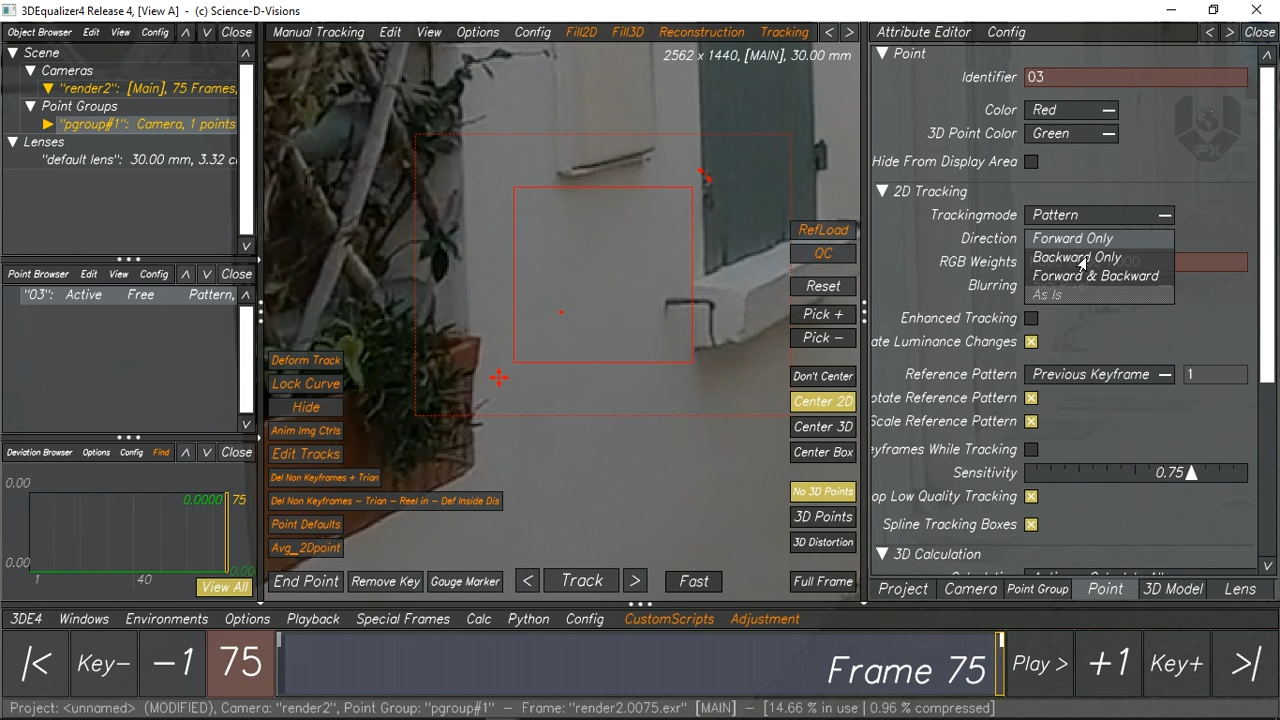 3DEqualizer4 Release 4, [View A]  -  (c) Science-D-Visions
Object Browser Edit View Config Close
Scene
Cameras
"render2": [Main], 75 Frames,
Point Groups
"pgroup#1": Camera, 1 points
Lenses
"default lens": 30.00 mm, 3.32 c
Point Browser Edit View Config Close
"03": Active Free Pattern,
Deviation Browser Options Config Find Close
0.00
0.0000 75
0.00
0.00
1 40
View All
Manual Tracking Edit View Options Config Fill2D Fill3D Reconstruction Tracking < >
2562 x 1440, [MAIN], 30.00 mm
RefLoad
QC
Reset
Pick +
Pick –
Don't Center
Center 2D
Center 3D
Center Box
No 3D Points
3D Points
3D Distortion
Full Frame
Deform Track
Lock Curve
Hide
Anim Img Ctrls
Edit Tracks
Del Non Keyframes + Trian
Del Non Keyframes – Trian – Reel in – Def Inside Dis
Point Defaults
Avg_2Dpoint
End Point Remove Key Gauge Marker < Track > Fast
Attribute Editor Config < > Close
Point
Identifier 03
Color Red
3D Point Color Green
Hide From Display Area
FX
2D Tracking
Trackingmode Pattern
Direction Forward Only
Backward Only
RGB Weights
Forward & Backward
Blurring As Is
Enhanced Tracking
ate Luminance Changes
Reference Pattern Previous Keyframe 1
otate Reference Pattern
Scale Reference Pattern
eyframes While Tracking
Sensitivity 0.75
op Low Quality Tracking
Spline Tracking Boxes
3D Calculation
Project Camera Point Group Point 3D Model Lens
3DE4 Windows Environments Options Playback Special Frames Calc Python Config CustomScripts Adjustment
|< Key– –1 75 Frame 75 Play > +1 Key+ >|
Project: <unnamed> (MODIFIED), Camera: "render2", Point Group: "pgroup#1" – Frame: "render2.0075.exr" [MAIN] – [14.66 % in use | 0.96 % compressed]